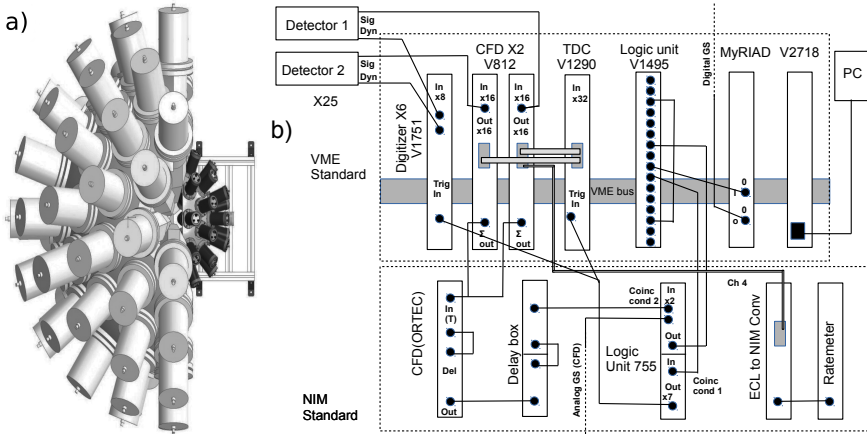 a)
Detector 1
Sig
Dyn
Detector 2
Sig
Dyn
X25
b)
CFD X2
V812
TDC
V1290
Logic unit
V1495
Digital GS
MyRIAD
V2718
PC
Digitizer X6
V1751
In
x8
In
x16
Out
x16
In
x16
Out
x16
In
x32
VME
Standard
Trig
In
Trig
In
VME bus
I
0
0
o
Σ
out
Σ
out
Coinc
cond 2
In
x2
Ch 4
CFD(ORTEC)
In
(T)
Del
Out
Delay box
Analog GS (CFD)
Logic
Unit 755
Out
In
Out
x7
Coinc
cond 1
ECL to NIM Conv
Ratemeter
NIM
Standard